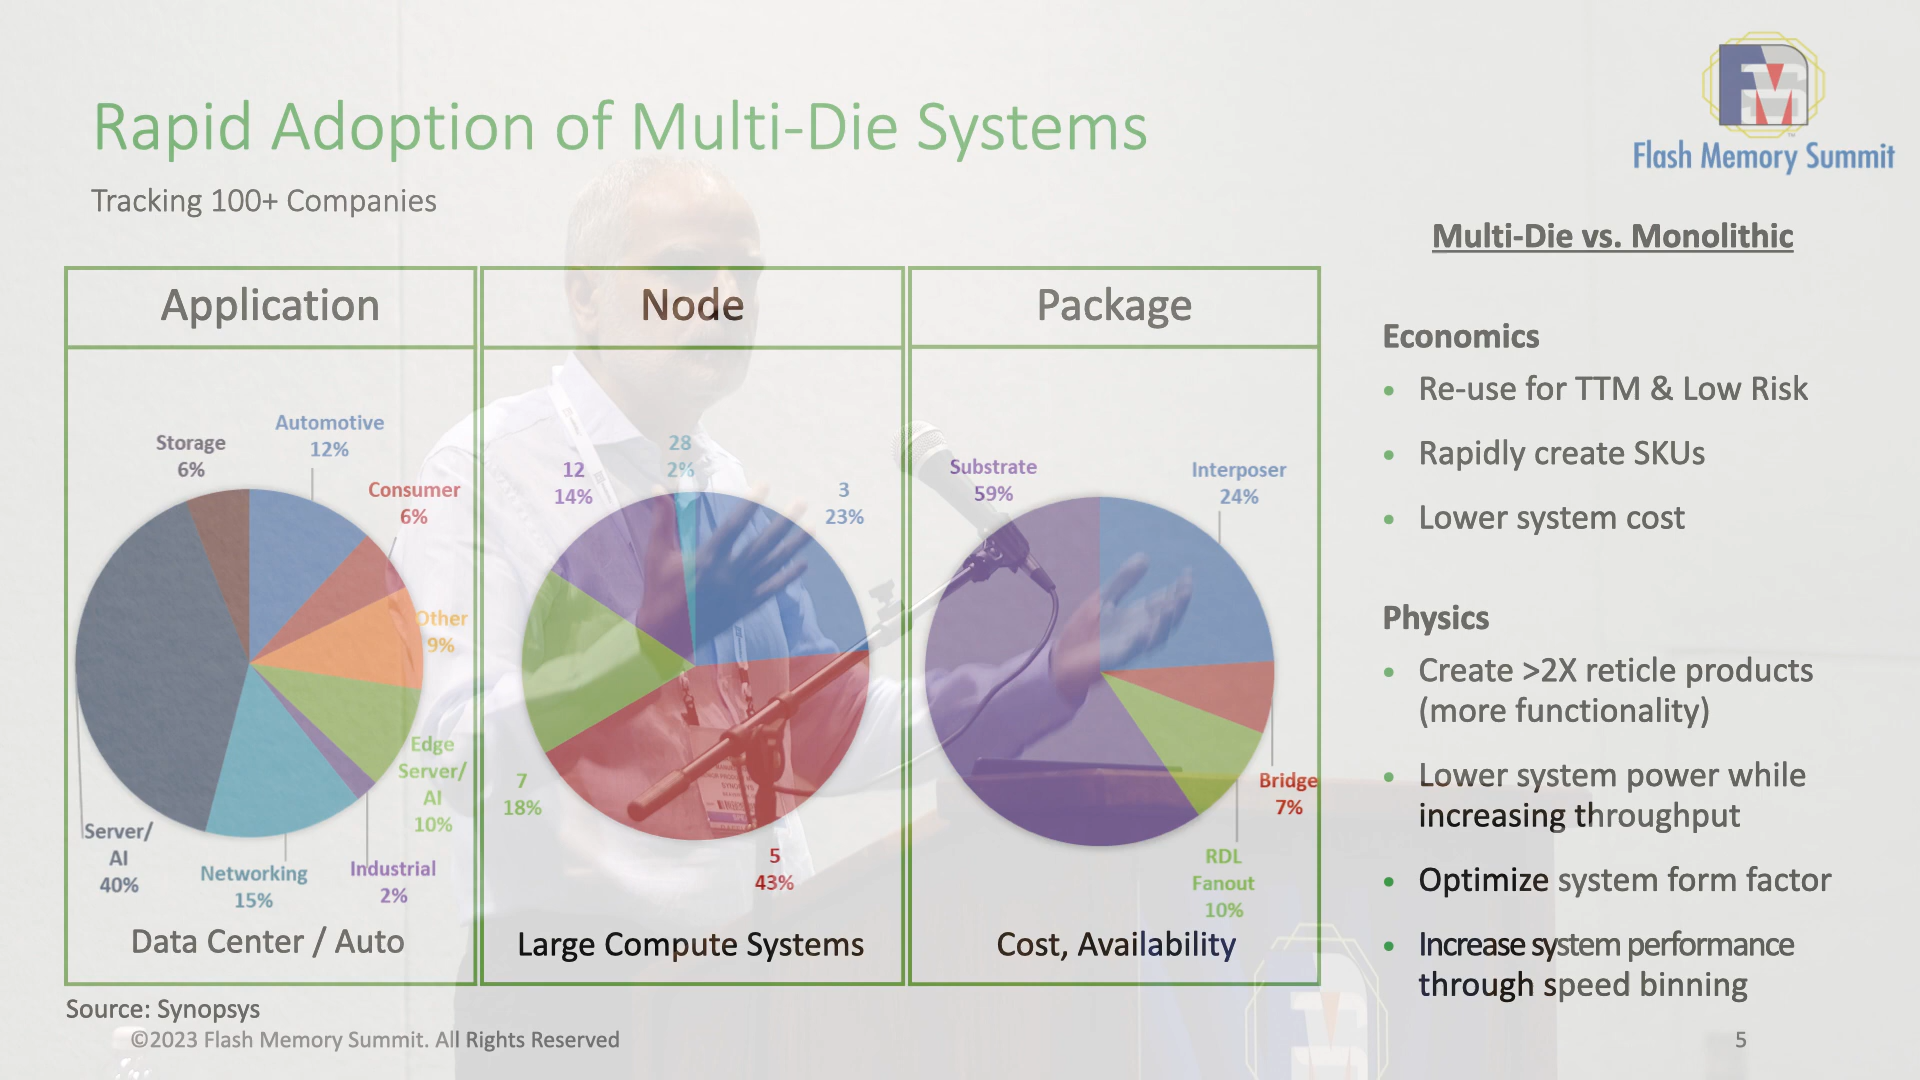 Rapid Adoption of Multi-Die Systems
Tracking 100+ Companies
Flash Memory Summit
Application
Storage
6%
Automotive
12%
Consumer
6%
Other
9%
Edge
Server/
AI
10%
Industrial
2%
Networking
15%
Server/
AI
40%
Data Center / Auto
Node
28
2%
12
14%
3
23%
7
18%
5
43%
Large Compute Systems
Package
Substrate
59%
Interposer
24%
Bridge
7%
RDL
Fanout
10%
Cost, Availability
Multi-Die vs. Monolithic
Economics
• Re-use for TTM & Low Risk
• Rapidly create SKUs
• Lower system cost
Physics
• Create >2X reticle products
(more functionality)
• Lower system power while
increasing throughput
• Optimize system form factor
• Increase system performance
through speed binning
Source: Synopsys
©2023 Flash Memory Summit. All Rights Reserved
5